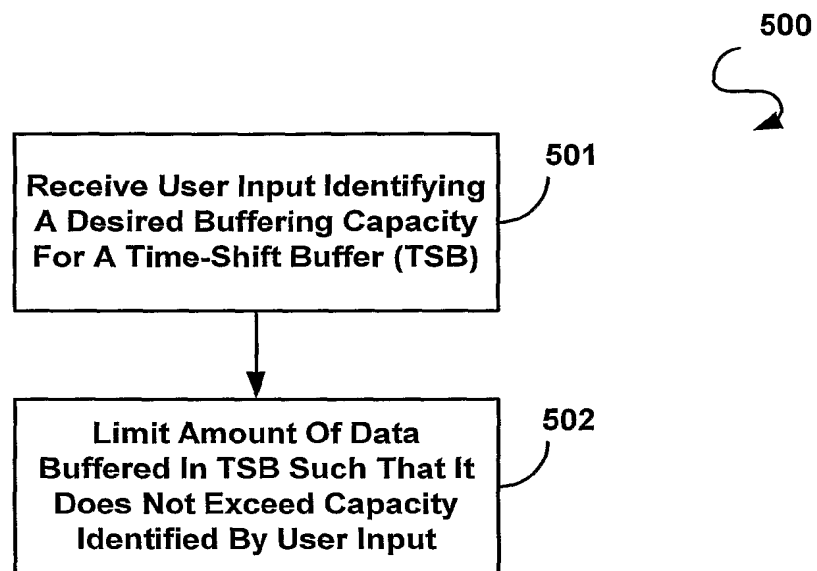 500
501
Receive User Input Identifying
A Desired Buffering Capacity
For A Time-Shift Buffer (TSB)
502
Limit Amount Of Data
Buffered In TSB Such That It
Does Not Exceed Capacity
Identified By User Input